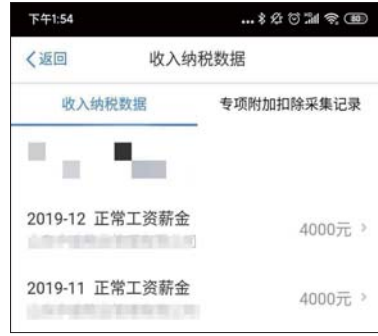 下午1:54 ... 80
返回 收入纳税数据
收入纳税数据 专项附加扣除采集记录
2019-12 正常工资薪金
4000元
2019-11 正常工资薪金
4000元